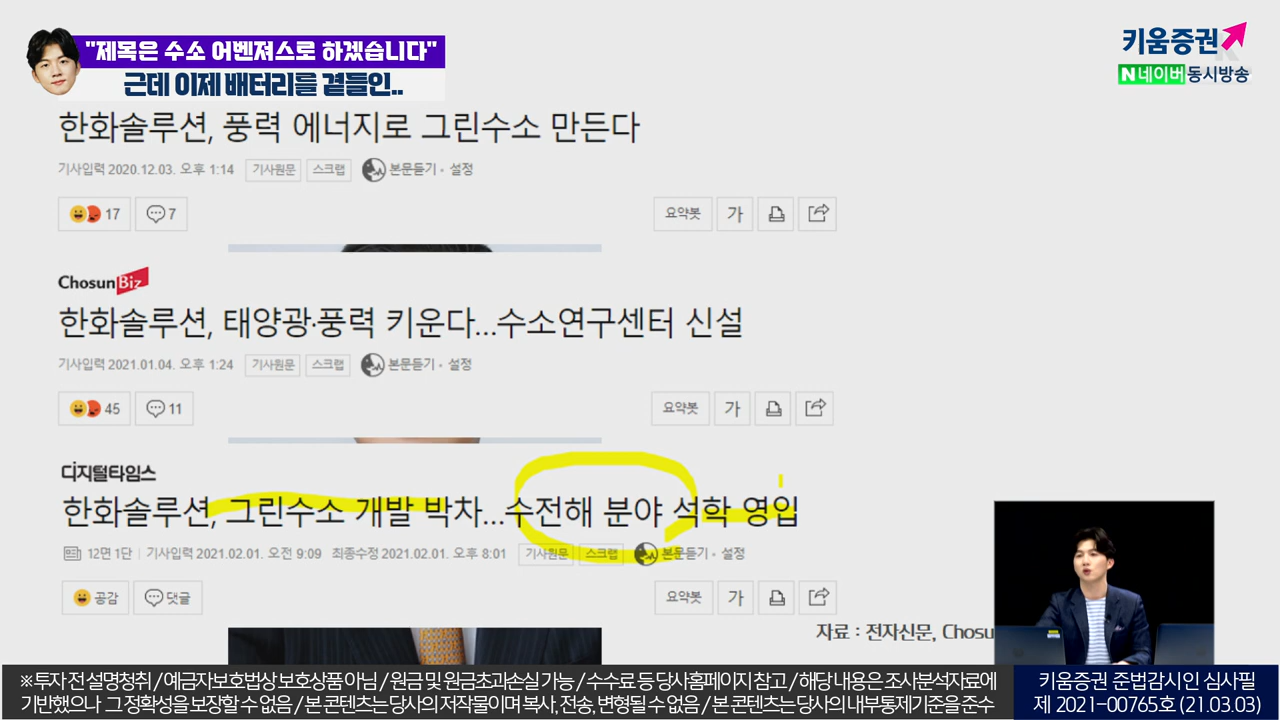 "제목은 수소 어벤져스로 하겠습니다"
근데 이제 배터리를 곁들인..
키움증권
N 네이버 동시방송
한화솔루션, 풍력 에너지로 그린수소 만든다
기사입력 2020.12.03. 오후 1:14 기사원문 스크랩 본문듣기 · 설정
17 7 요약봇 가
ChosunBiz
한화솔루션, 태양광·풍력 키운다...수소연구센터 신설
기사입력 2021.01.04. 오후 1:24 기사원문 스크랩 본문듣기 · 설정
45 11 요약봇 가
디지털타임스
한화솔루션, 그린수소 개발 박차...수전해 분야 석학 영입
12면 1단 기사입력 2021.02.01. 오전 9:09 최종수정 2021.02.01. 오후 8:01 기사원문 스크랩 본문듣기 · 설정
공감 댓글 요약봇 가
자료 : 전자신문, Chosu
※ 투자 전 설명청취 / 예금자보호법상 보호상품 아님 / 원금 및 원금초과손실 가능 / 수수료 등 당사홈페이지 참고 / 해당 내용은 조사분석자료에
기반했으나 그 정확성을 보장할 수 없음 / 본 콘텐츠는 당사의 저작물이며 복사, 전송, 변형될 수 없음 / 본 콘텐츠는 당사의 내부통제기준을 준수
키움증권 준법감시인 심사필
제 2021-00765호 (21.03.03)